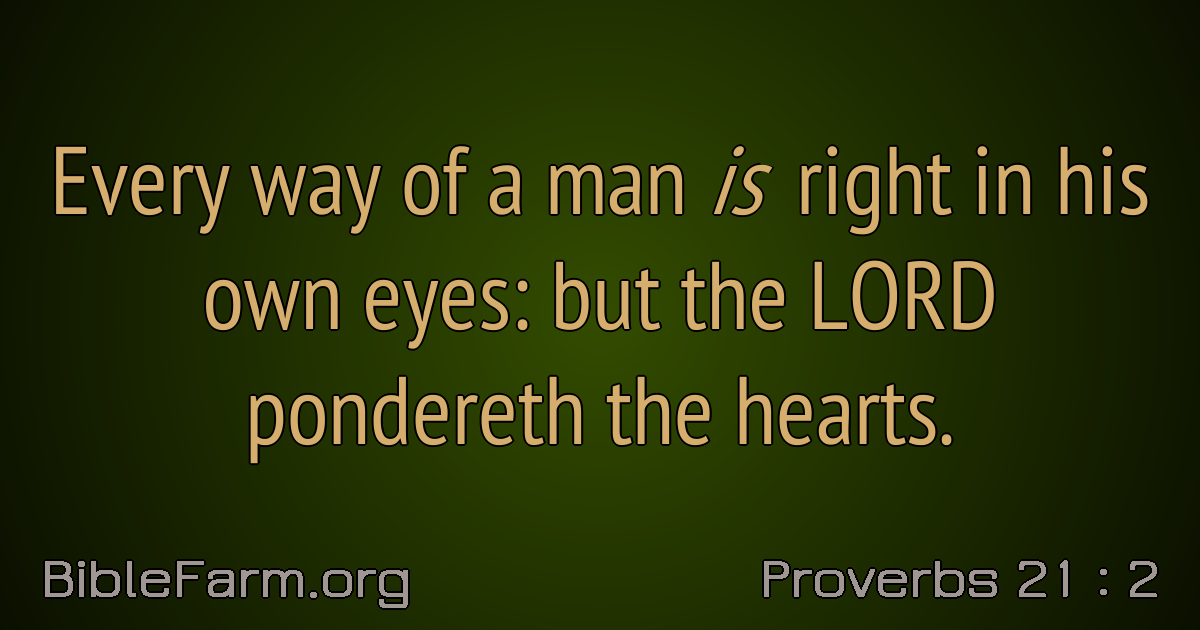 Every way of a man is right in his
own eyes: but the LORD
pondereth the hearts.
BibleFarm.org
Proverbs 21 : 2